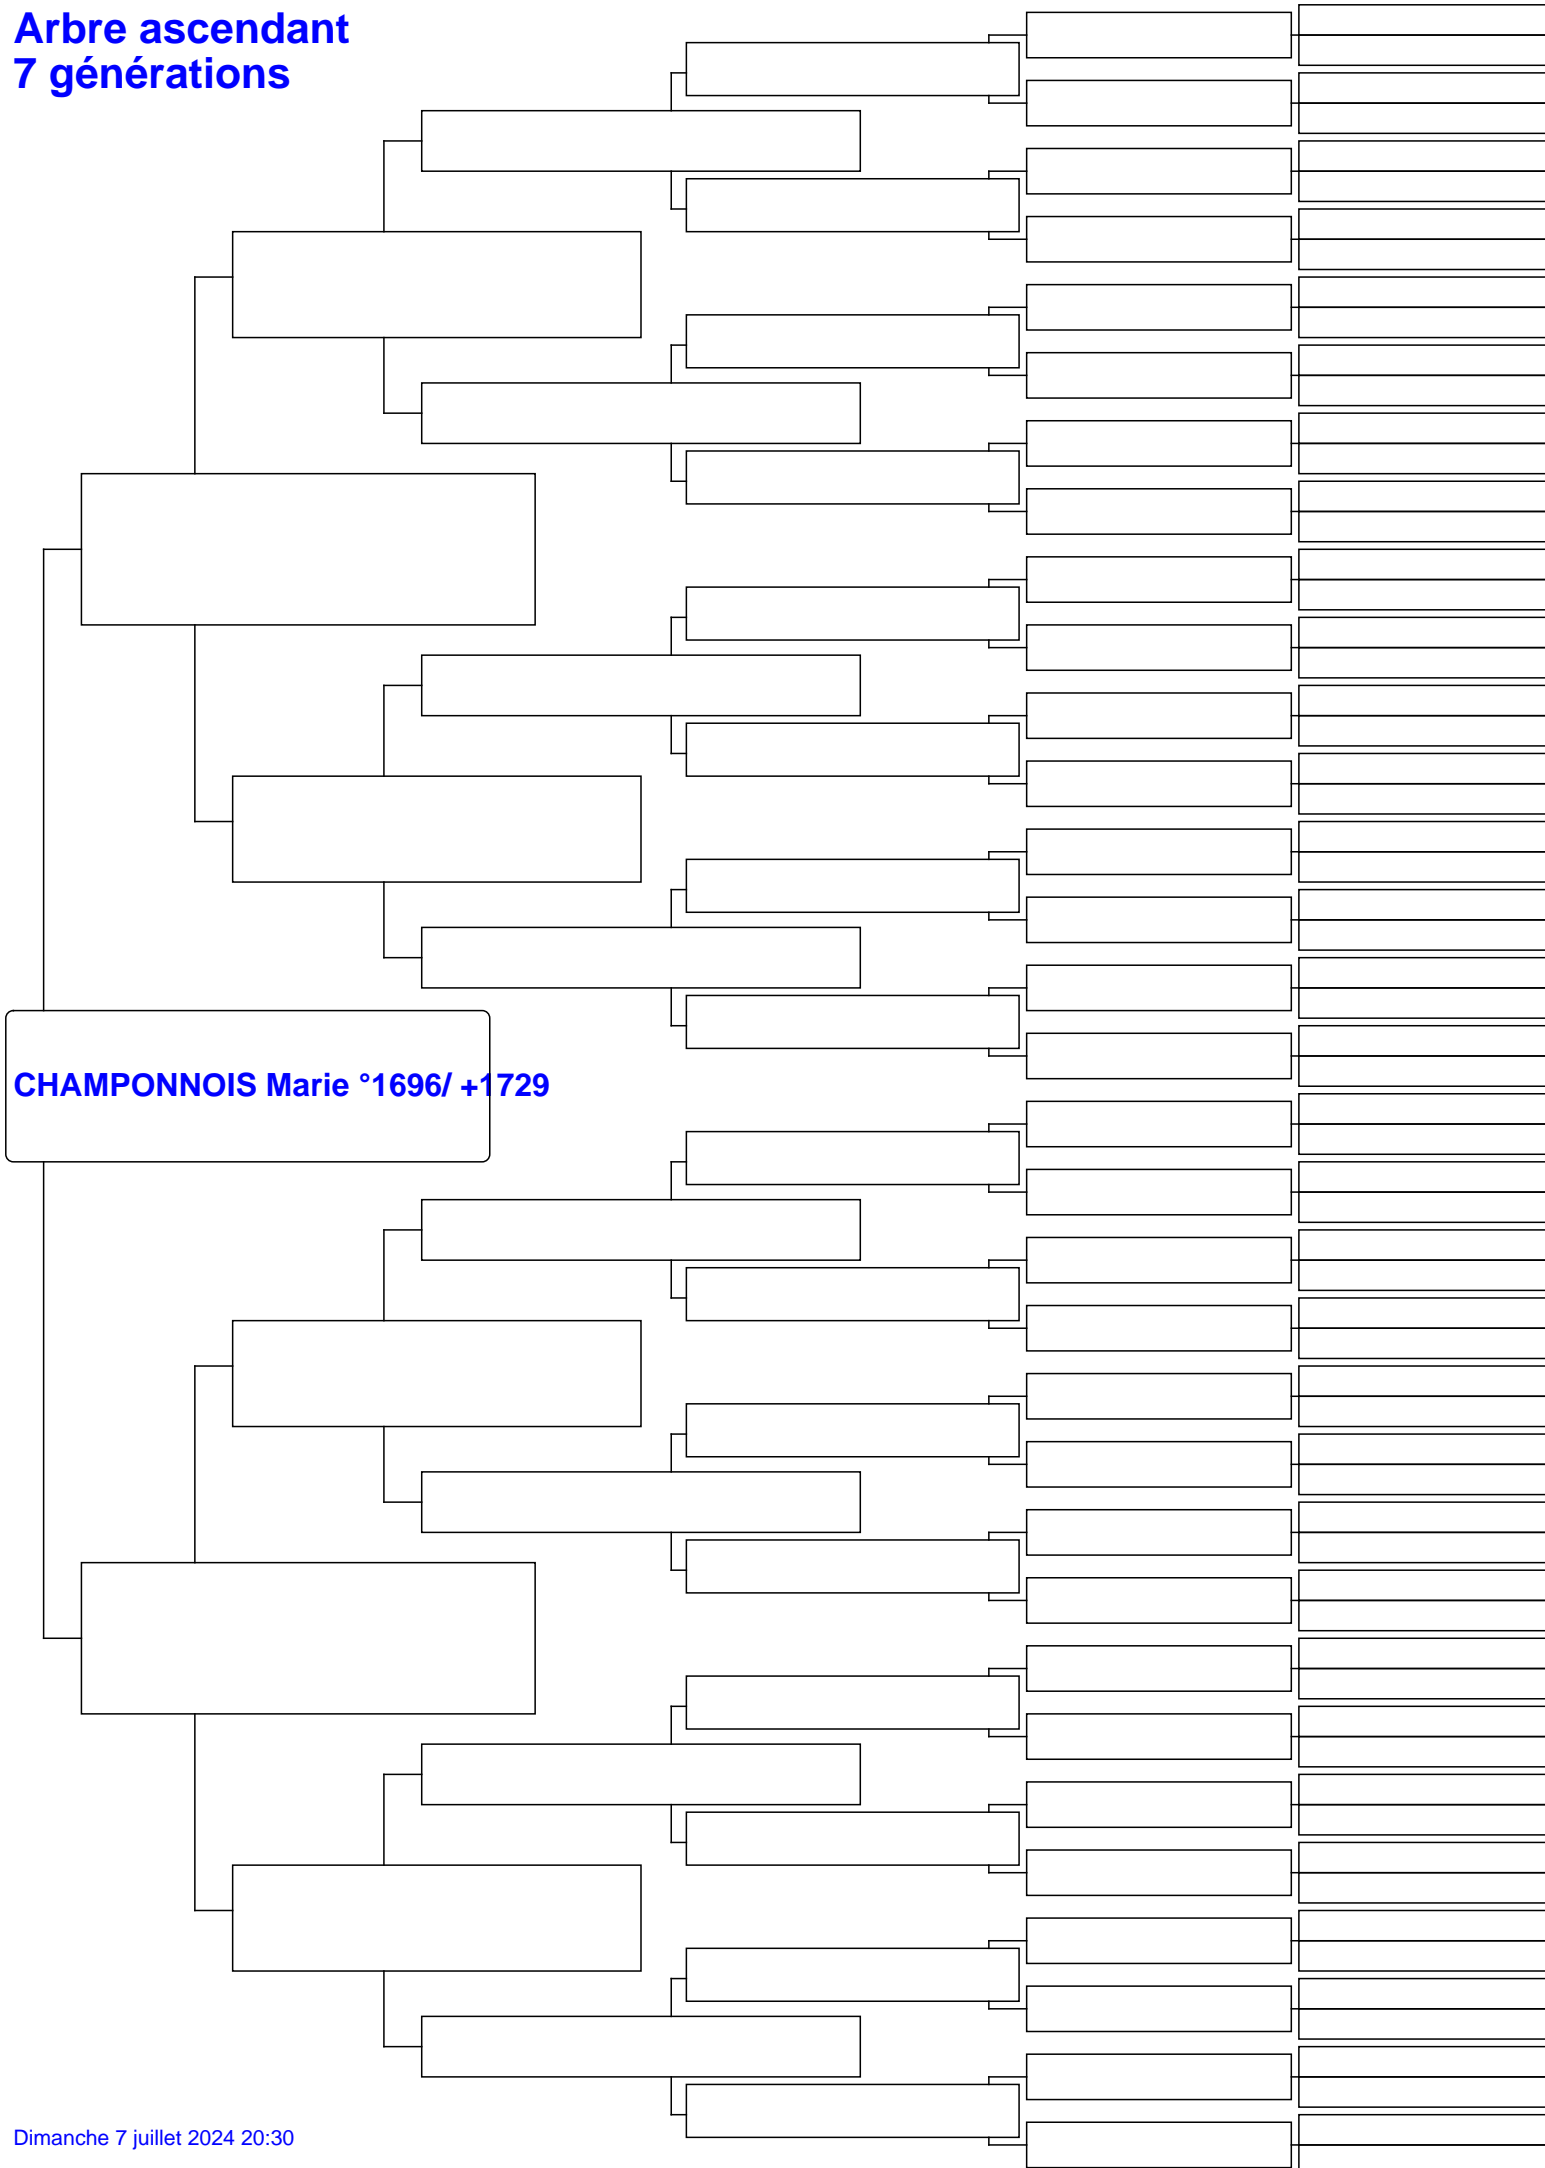 Arbre ascendant
7 générations
CHAMPONNOIS Marie °1696/ +1729
Dimanche 7 juillet 2024 20:30